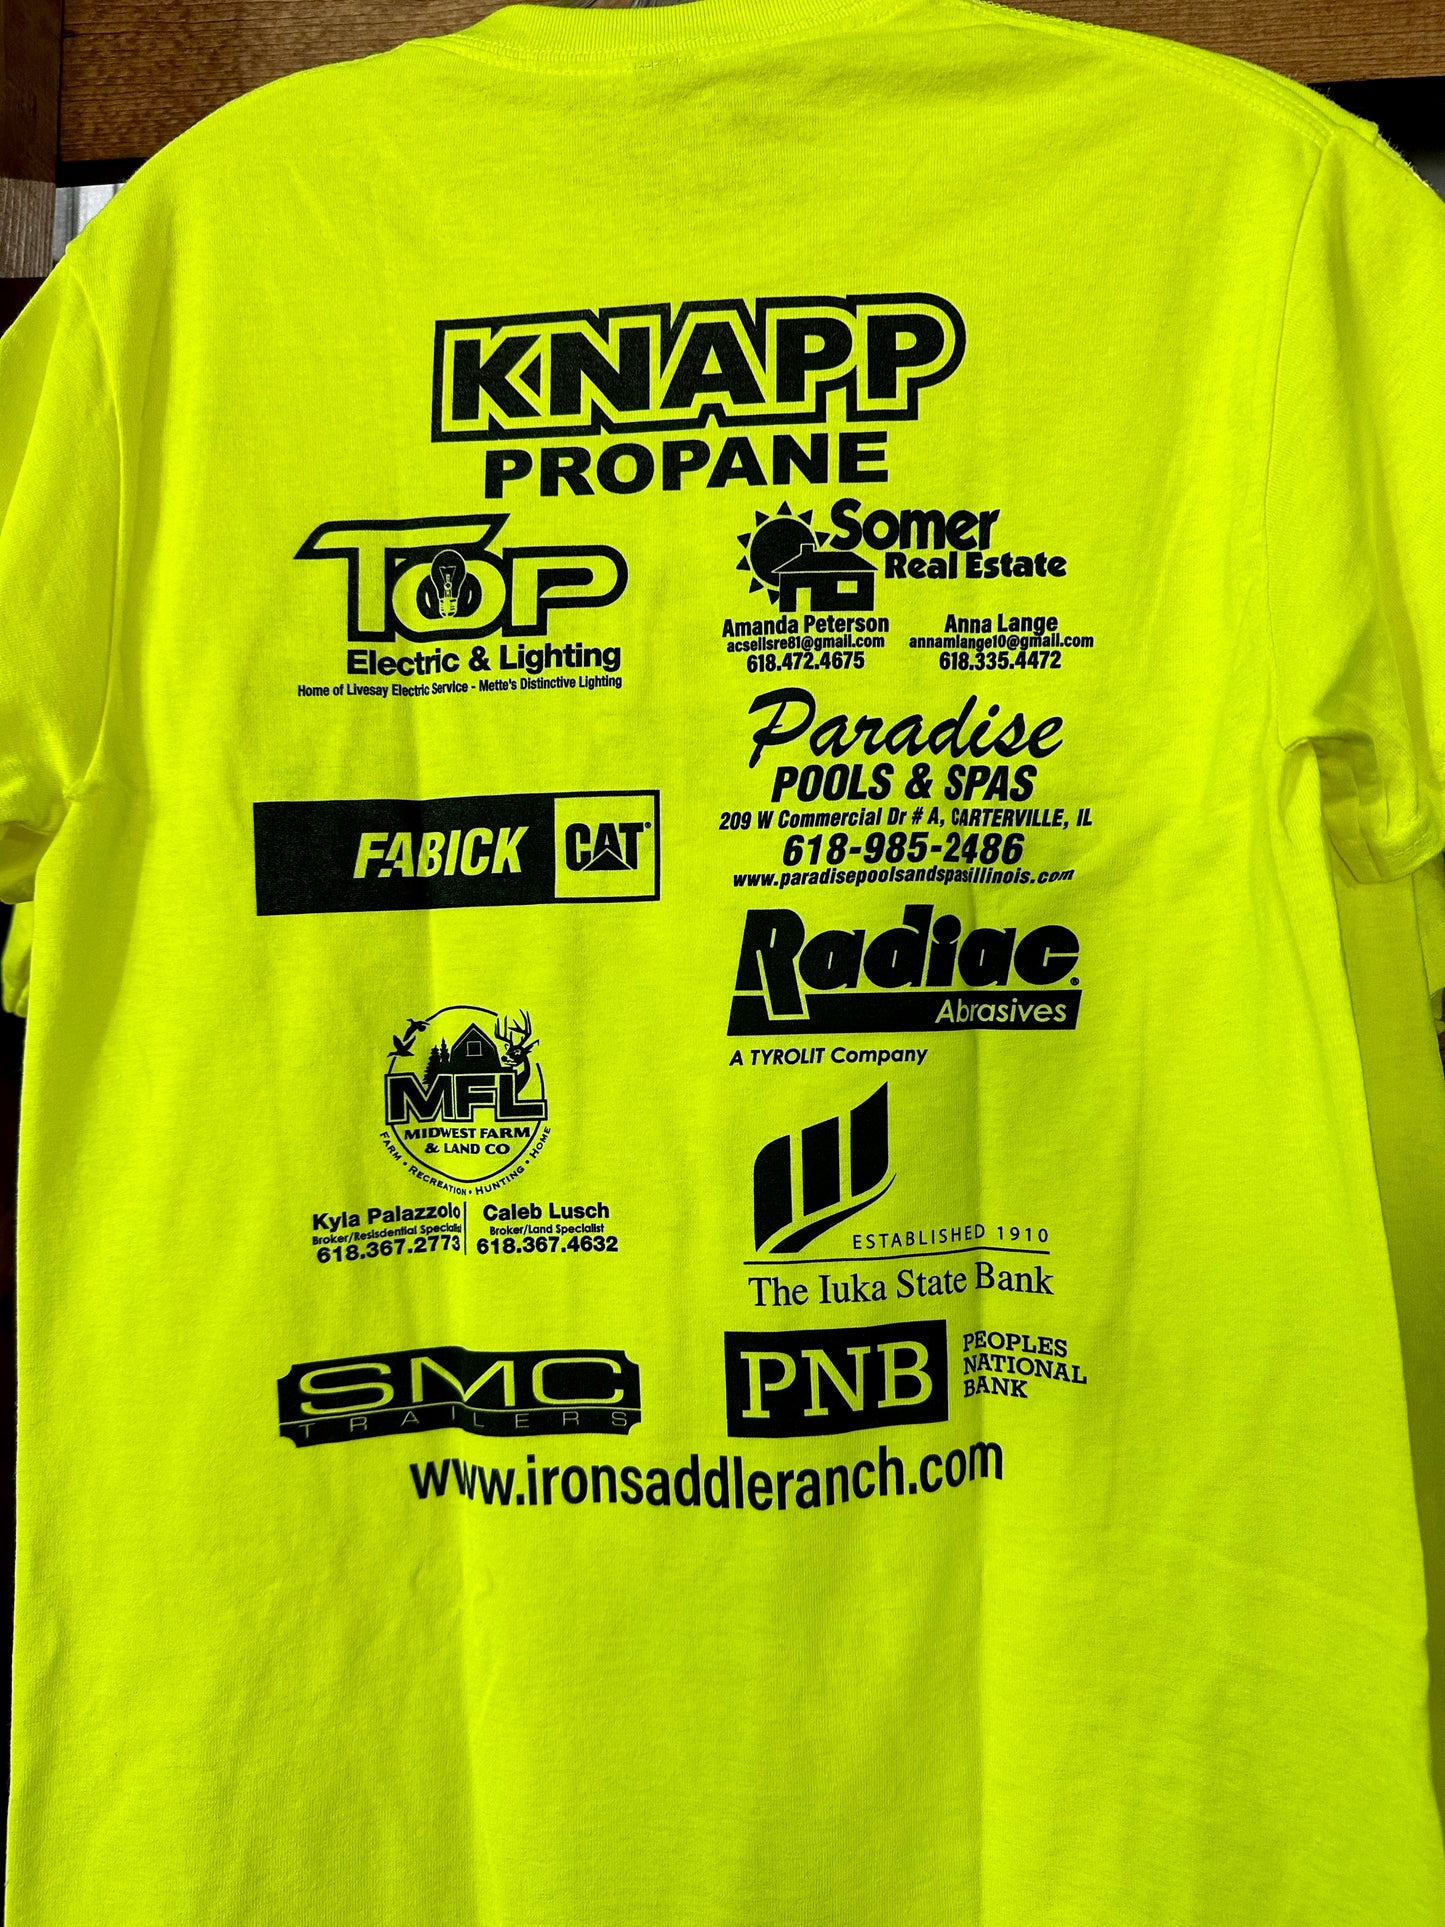 KNAPP
PROPANE
TOP
Electric & Lighting
Home of Livesay Electric Service - Mette's Distinctive Lighting
Somer
Real Estate
Amanda Peterson
acsellsre81@gmail.com
618.472.4675
Anna Lange
annamlange10@gmail.com
618.335.4472
Paradise
POOLS & SPAS
209 W Commercial Dr # A, CARTERVILLE, IL
618-985-2486
www.paradisepoolsandspasillinois.com
FABICK CAT®
Radiac®
Abrasives
A TYROLIT Company
MFL
MIDWEST FARM
& LAND CO
FARM • RECREATION • HUNTING • HOME
Kyla Palazzolo
Broker/Resisdential Specialist
618.367.2773
Caleb Lusch
Broker/Land Specialist
618.367.4632
ESTABLISHED 1910
The Iuka State Bank
SMC
TRAILERS
PNB
PEOPLES
NATIONAL
BANK
www.ironsaddleranch.com